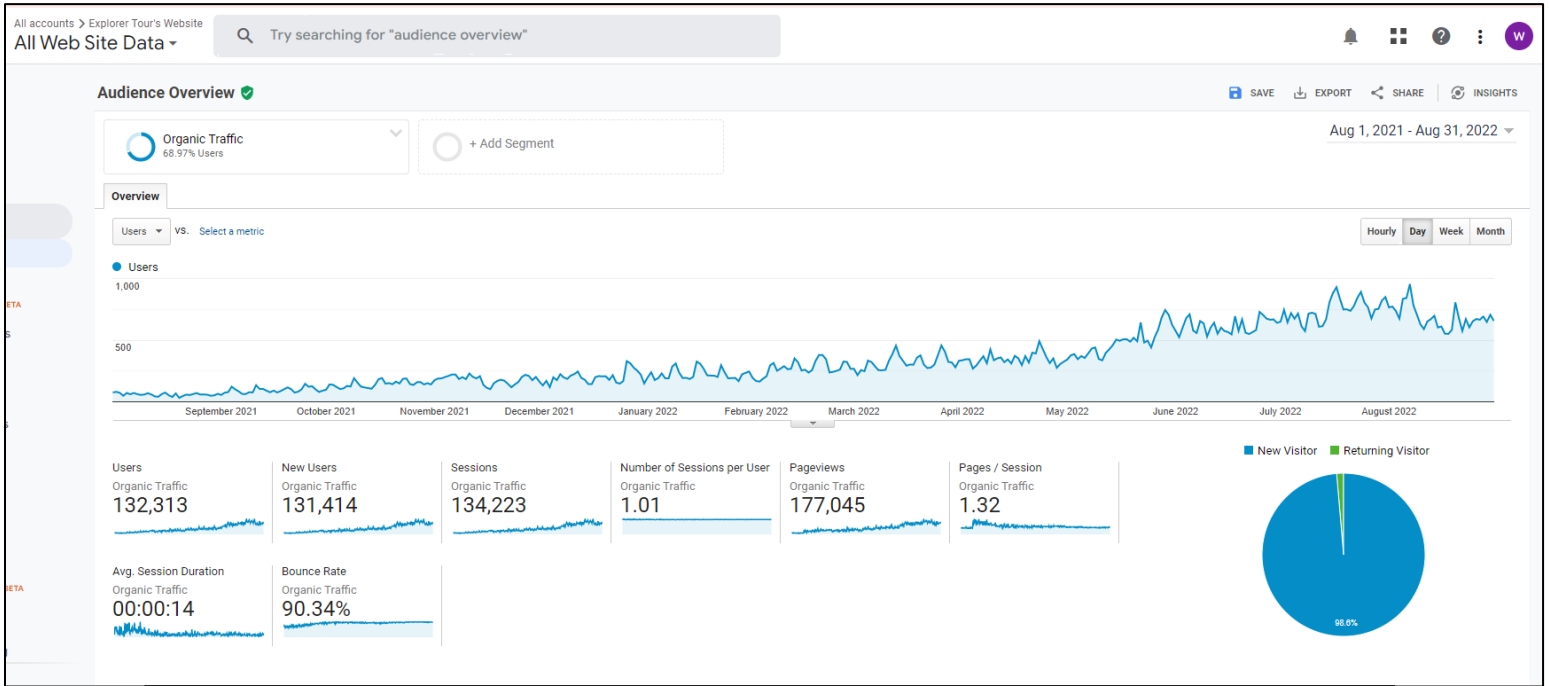 All accounts > Explorer Tour's Website
All Web Site Data
Try searching for "audience overview"
W
Audience Overview
SAVE EXPORT SHARE INSIGHTS
Organic Traffic
68.97% Users
+ Add Segment
Aug 1, 2021 - Aug 31, 2022
Overview
Users VS. Select a metric
Hourly Day Week Month
Users
1,000
500
September 2021 October 2021 November 2021 December 2021 January 2022 February 2022 March 2022 April 2022 May 2022 June 2022 July 2022 August 2022
New Visitor Returning Visitor
Users New Users Sessions Number of Sessions per User Pageviews Pages / Session
Organic Traffic Organic Traffic Organic Traffic Organic Traffic Organic Traffic Organic Traffic
132,313 131,414 134,223 1.01 177,045 1.32
Avg. Session Duration Bounce Rate
Organic Traffic Organic Traffic
00:00:14 90.34%
98.6%